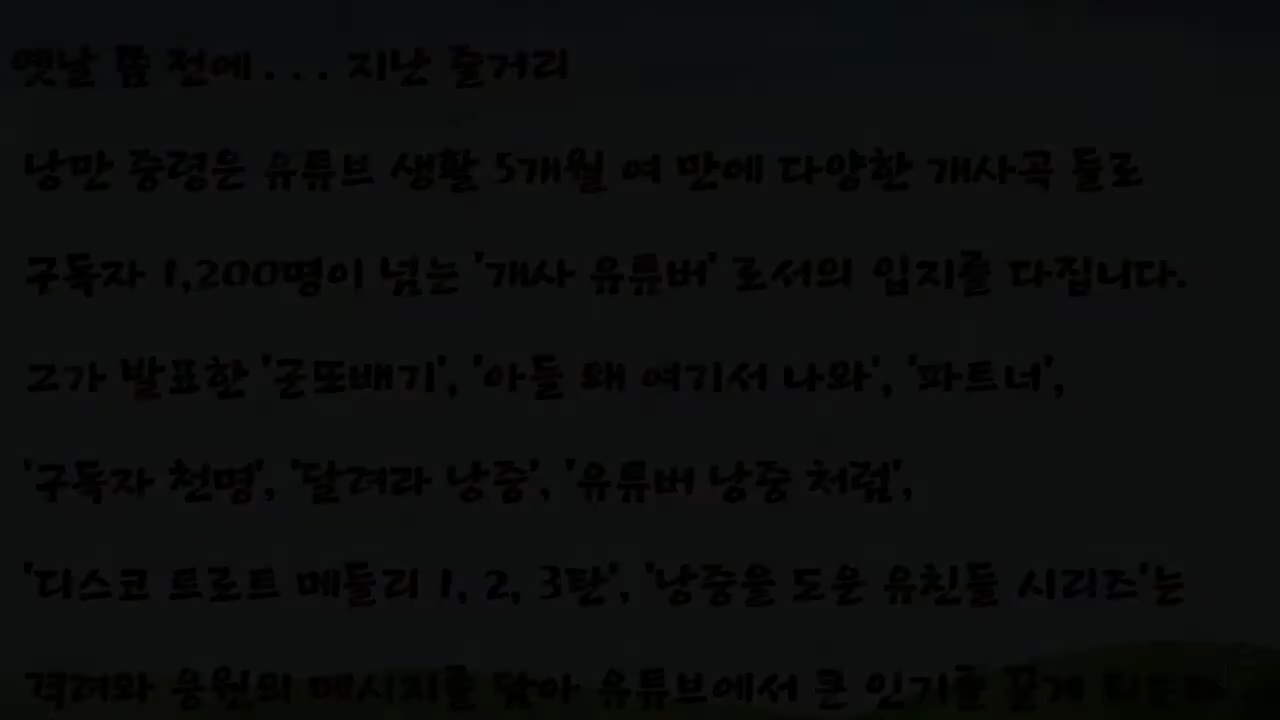 옛날 쯤 전에 . . . 지난 줄거리
낭만 중령은 유튜브 생활 5개월 여 만에 다양한 개사곡 들로
구독자 1,200명이 넘는 '개사 유튜버' 로서의 입지를 다집니다.
그가 발표한 '군또배기', '아들 왜 여기서 나와', '파트너',
'구독자 천명', '달려라 낭중', '유튜버 낭중 처럼',
'디스코 트로트 메들리 1, 2, 3탄', '낭중을 도운 유친들 시리즈'는
격려와 응원의 메시지를 담아 유튜브에서 큰 인기를 끌게